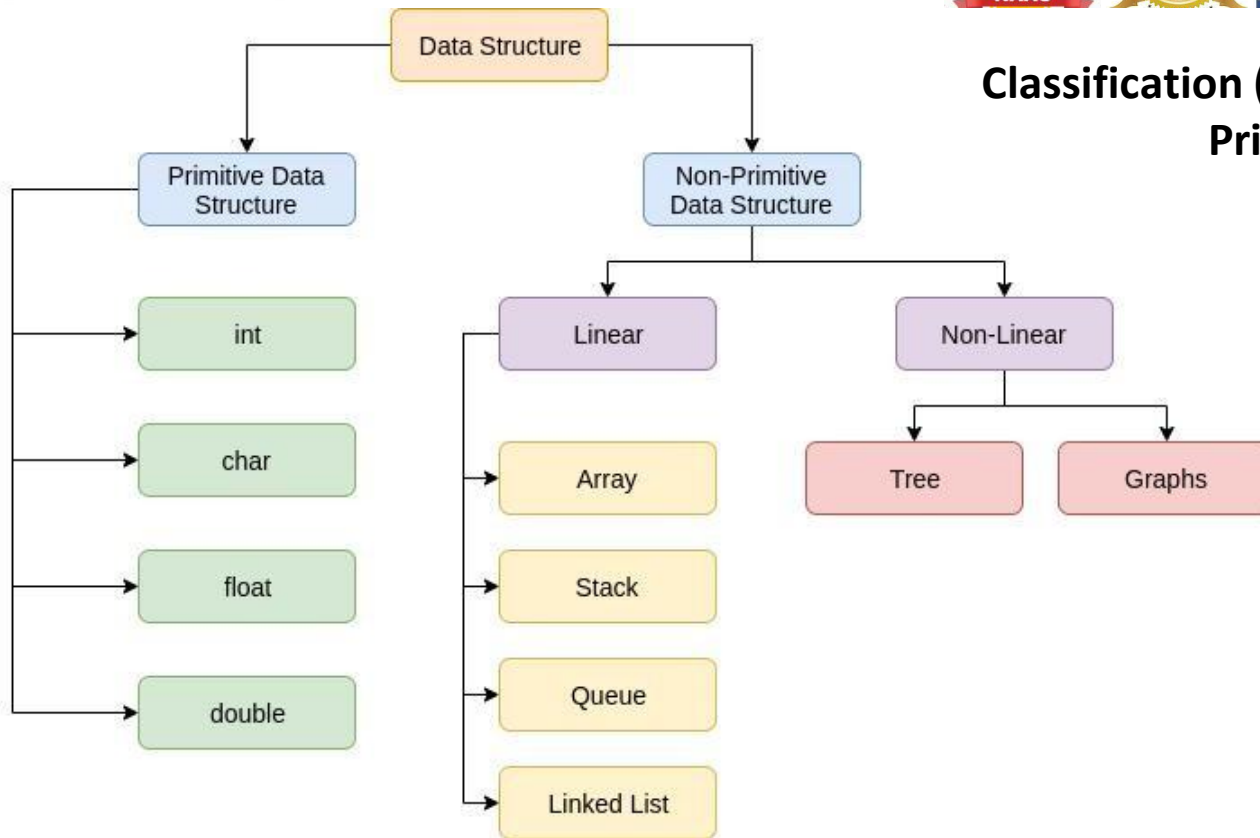 Data Structure
Classification (
Pri
Primitive Data
Structure
Non-Primitive
Data Structure
int
Linear
Non-Linear
char
Array
Tree
Graphs
float
Stack
Queue
double
Linked List